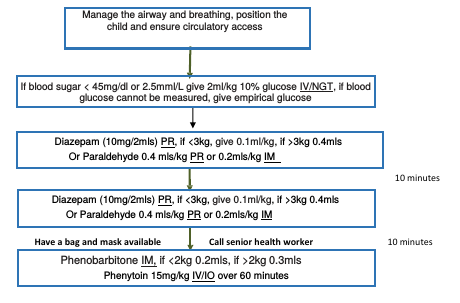 Manage the airway and breathing, position the
child and ensure circulatory access
If blood sugar < 45mg/dl or 2.5mml/L give 2ml/kg 10% glucose IV/NGT, if blood
glucose cannot be measured, give empirical glucose
Diazepam (10mg/2mls) PR, if <3kg, give 0.1ml/kg, if >3kg 0.4mls
Or Paraldehyde 0.4 mls/kg PR or 0.2mls/kg IM
10 minutes
Diazepam (10mg/2mls) PR, if <3kg, give 0.1ml/kg, if >3kg 0.4mls
Or Paraldehyde 0.4 mls/kg PR or 0.2mls/kg IM
Have a bag and mask available Call senior health worker 10 minutes
Phenobarbitone IM, if <2kg 0.2mls, if >2kg 0.3mls
Phenytoin 15mg/kg IV/IO over 60 minutes